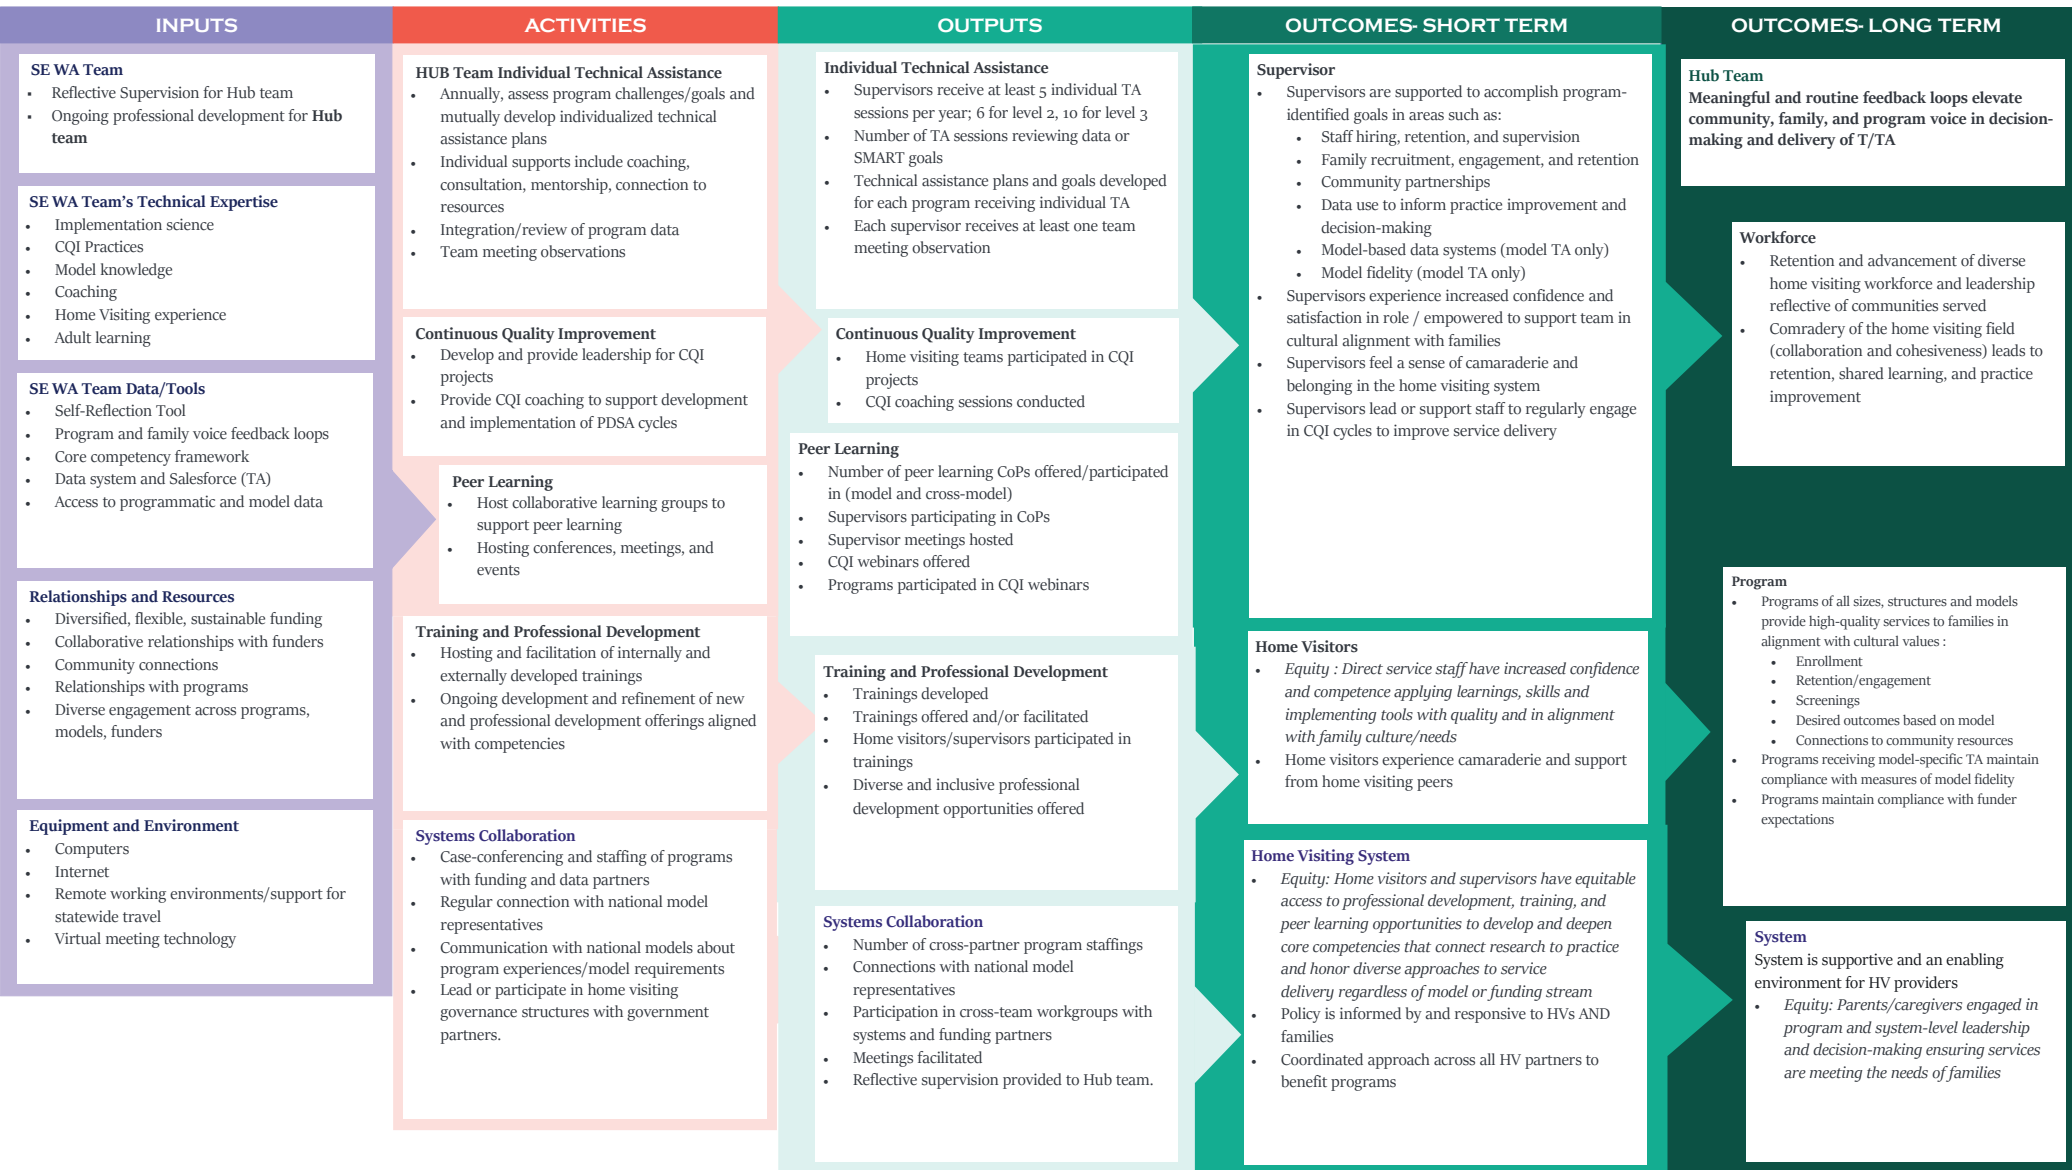 INPUTS
SE WA Team
▪ Reflective Supervision for Hub team
▪ Ongoing professional development for Hub
team
SE WA Team's Technical Expertise
• Implementation science
• CQI Practices
• Model knowledge
• Coaching
• Home Visiting experience
• Adult learning
SE WA Team Data/Tools
• Self-Reflection Tool
• Program and family voice feedback loops
• Core competency framework
• Data system and Salesforce (TA)
• Access to programmatic and model data
Relationships and Resources
• Diversified, flexible, sustainable funding
• Collaborative relationships with funders
• Community connections
• Relationships with programs
• Diverse engagement across programs,
models, funders
Equipment and Environment
• Computers
• Internet
• Remote working environments/support for
statewide travel
• Virtual meeting technology
ACTIVITIES
HUB Team Individual Technical Assistance
• Annually, assess program challenges/goals and
mutually develop individualized technical
assistance plans
• Individual supports include coaching,
consultation, mentorship, connection to
resources
• Integration/review of program data
• Team meeting observations
Continuous Quality Improvement
• Develop and provide leadership for CQI
projects
• Provide CQI coaching to support development
and implementation of PDSA cycles
Peer Learning
• Host collaborative learning groups to
support peer learning
• Hosting conferences, meetings, and
events
Training and Professional Development
• Hosting and facilitation of internally and
externally developed trainings
• Ongoing development and refinement of new
and professional development offerings aligned
with competencies
Systems Collaboration
• Case-conferencing and staffing of programs
with funding and data partners
• Regular connection with national model
representatives
• Communication with national models about
program experiences/model requirements
• Lead or participate in home visiting
governance structures with government
partners.
OUTPUTS
Individual Technical Assistance
• Supervisors receive at least 5 individual TA
sessions per year; 6 for level 2, 10 for level 3
• Number of TA sessions reviewing data or
SMART goals
• Technical assistance plans and goals developed
for each program receiving individual TA
• Each supervisor receives at least one team
meeting observation
Continuous Quality Improvement
• Home visiting teams participated in CQI
projects
• CQI coaching sessions conducted
Peer Learning
• Number of peer learning CoPs offered/participated
in (model and cross-model)
• Supervisors participating in CoPs
• Supervisor meetings hosted
• CQI webinars offered
• Programs participated in CQI webinars
Training and Professional Development
• Trainings developed
• Trainings offered and/or facilitated
• Home visitors/supervisors participated in
trainings
• Diverse and inclusive professional
development opportunities offered
Systems Collaboration
• Number of cross-partner program staffings
• Connections with national model
representatives
• Participation in cross-team workgroups with
systems and funding partners
• Meetings facilitated
• Reflective supervision provided to Hub team.
OUTCOMES- SHORT TERM
Supervisor
• Supervisors are supported to accomplish program-
identified goals in areas such as:
• Staff hiring, retention, and supervision
• Family recruitment, engagement, and retention
• Community partnerships
• Data use to inform practice improvement and
decision-making
• Model-based data systems (model TA only)
• Model fidelity (model TA only)
• Supervisors experience increased confidence and
satisfaction in role / empowered to support team in
cultural alignment with families
• Supervisors feel a sense of camaraderie and
belonging in the home visiting system
• Supervisors lead or support staff to regularly engage
in CQI cycles to improve service delivery
Home Visitors
• Equity : Direct service staff have increased confidence
and competence applying learnings, skills and
implementing tools with quality and in alignment
with family culture/needs
• Home visitors experience camaraderie and support
from home visiting peers
Home Visiting System
• Equity: Home visitors and supervisors have equitable
access to professional development, training, and
peer learning opportunities to develop and deepen
core competencies that connect research to practice
and honor diverse approaches to service
delivery regardless of model or funding stream
• Policy is informed by and responsive to HVs AND
families
• Coordinated approach across all HV partners to
benefit programs
OUTCOMES- LONG TERM
Hub Team
Meaningful and routine feedback loops elevate
community, family, and program voice in decision-
making and delivery of T/TA
Workforce
• Retention and advancement of diverse
home visiting workforce and leadership
reflective of communities served
• Comradery of the home visiting field
(collaboration and cohesiveness) leads to
retention, shared learning, and practice
improvement
Program
• Programs of all sizes, structures and models
provide high-quality services to families in
alignment with cultural values :
• Enrollment
• Retention/engagement
• Screenings
• Desired outcomes based on model
• Connections to community resources
• Programs receiving model-specific TA maintain
compliance with measures of model fidelity
• Programs maintain compliance with funder
expectations
System
System is supportive and an enabling
environment for HV providers
• Equity: Parents/caregivers engaged in
program and system-level leadership
and decision-making ensuring services
are meeting the needs of families